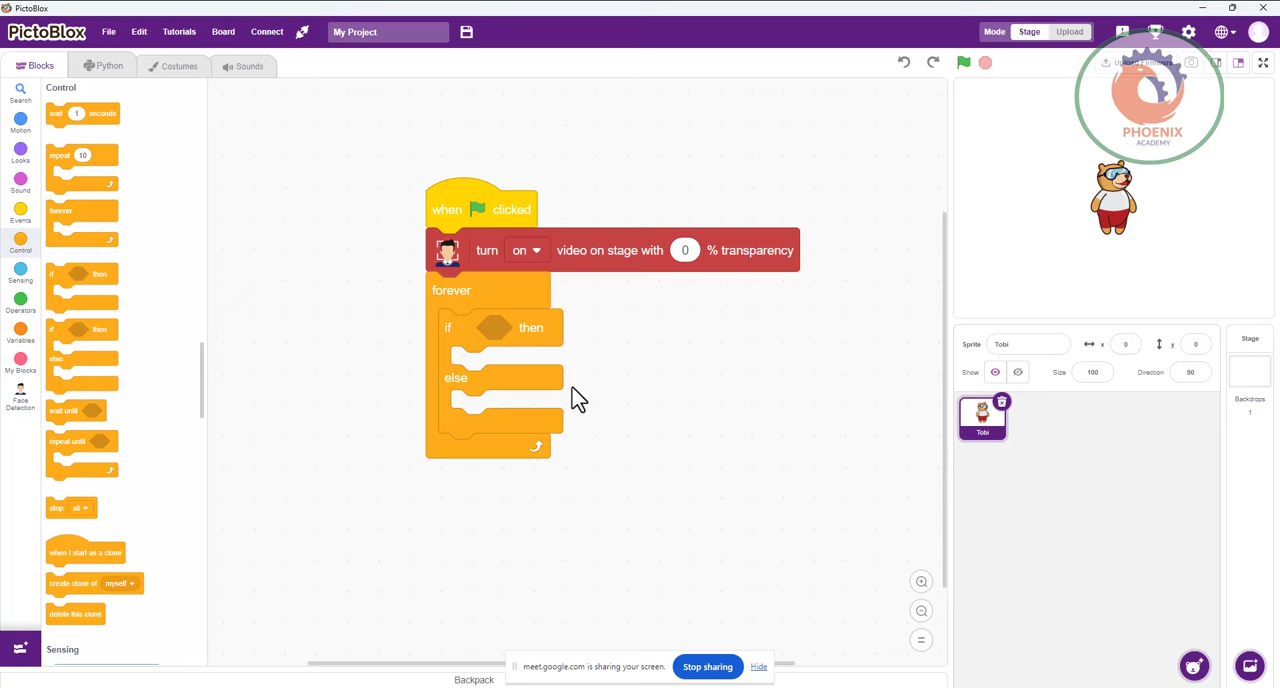 PictoBlox
PictoBlox File Edit Tutorials Board Connect My Project Mode Stage Upload
Blocks Python Costumes Sounds Upload Firmware
Search
Motion
Looks
Sound
Events
Control
Sensing
Operators
Variables
My Blocks
Face
Detection
Control
wait 1 seconds
repeat 10
forever
if then
if then
else
wait until
repeat until
stop all
when I start as a clone
create clone of myself
delete this clone
Sensing
when clicked
turn on video on stage with 0 % transparency
forever
if then
else
PHOENIX
ACADEMY
Sprite Tobi x 0 y 0
Show Size 100 Direction 90
Tobi
Stage
Backdrops
1
meet.google.com is sharing your screen. Stop sharing Hide
Backpack